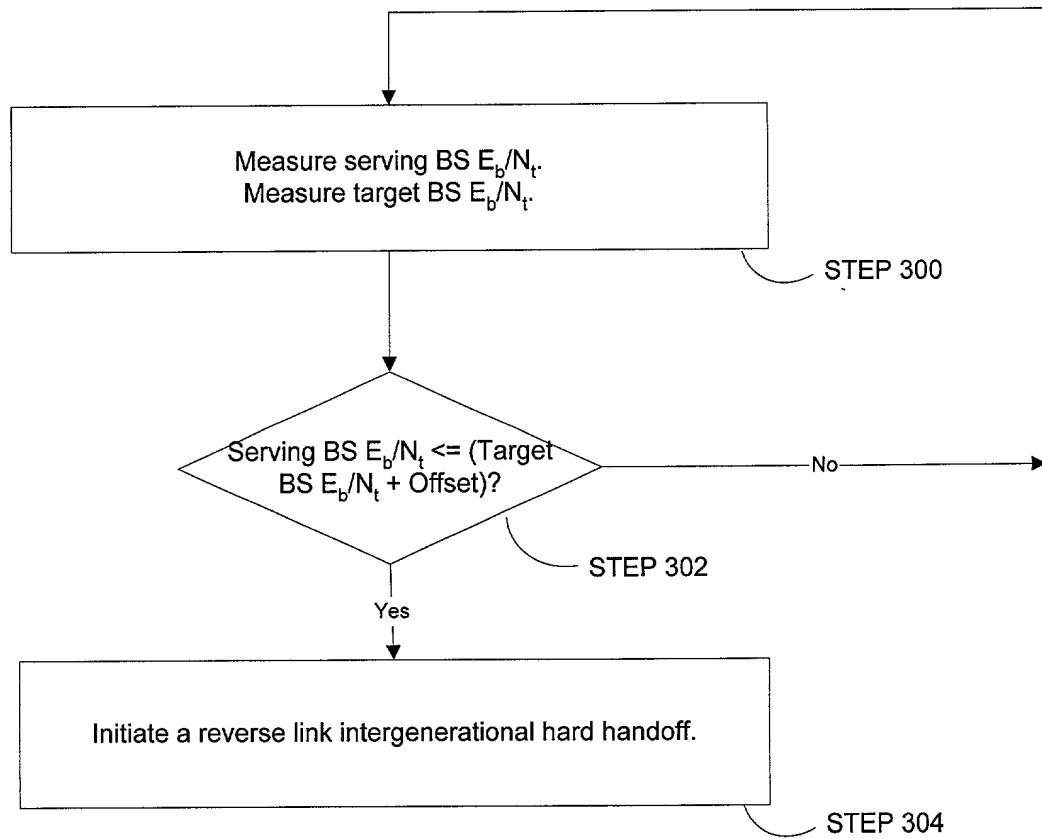 Measure serving BS E_b/N_t.
Measure target BS E_b/N_t.
STEP 300
Serving BS E_b/N_t <= (Target
BS E_b/N_t + Offset)?
No
STEP 302
Yes
Initiate a reverse link intergenerational hard handoff.
STEP 304